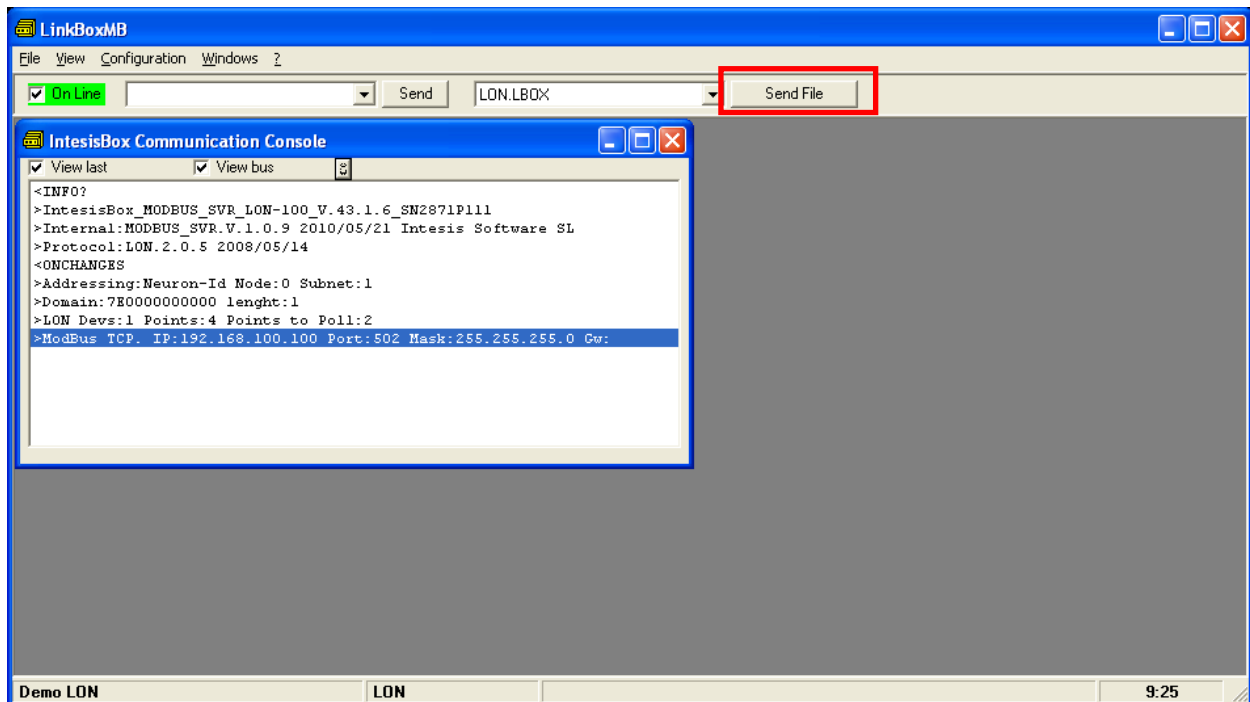 LinkBoxMB
File View Configuration Windows ?
On Line Send LON.LBOX Send File
IntesisBox Communication Console
View last View bus
<INFO?
>IntesisBox_MODBUS_SVR_LON-100_V.43.1.6_SN2871P111
>Internal:MODBUS_SVR.V.1.0.9 2010/05/21 Intesis Software SL
>Protocol:LON.2.0.5 2008/05/14
<ONCHANGES
>Addressing:Neuron-Id Node:0 Subnet:1
>Domain:7E0000000000 lenght:1
>LON Devs:1 Points:4 Points to Poll:2
>ModBus TCP. IP:192.168.100.100 Port:502 Mask:255.255.255.0 Gw:
Demo LON LON 9:25